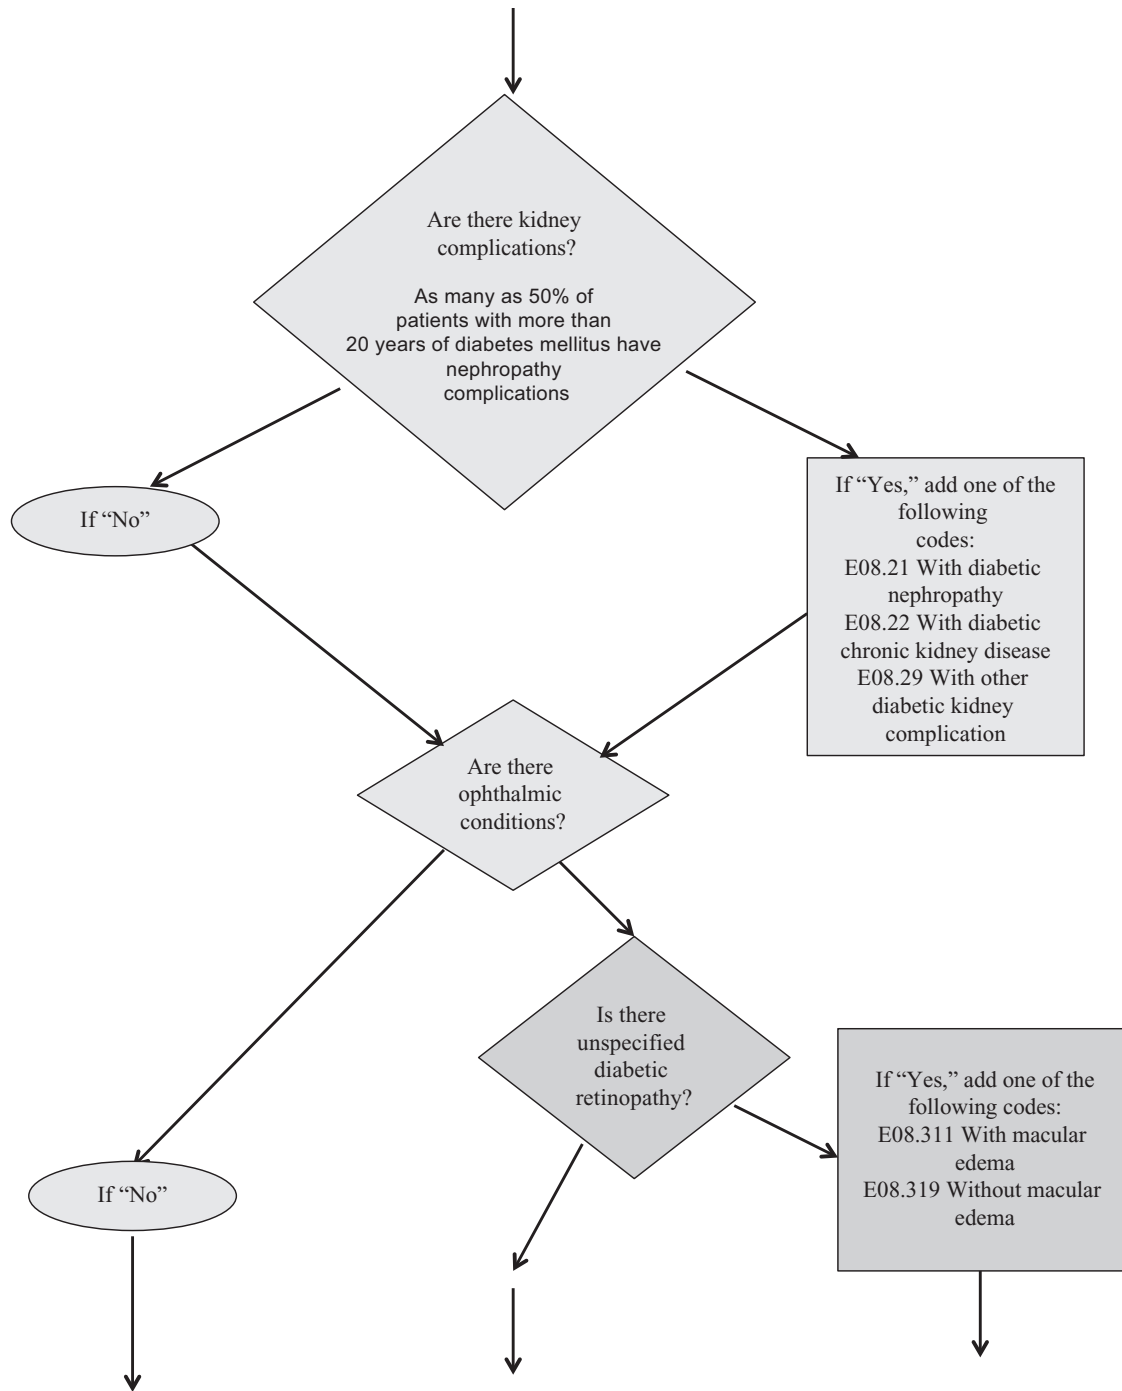 Are there kidney
complications?
As many as 50% of
patients with more than
20 years of diabetes mellitus have
nephropathy
complications
If “No”
If “Yes,” add one of the
following
codes:
E08.21 With diabetic
nephropathy
E08.22 With diabetic
chronic kidney disease
E08.29 With other
diabetic kidney
complication
Are there
ophthalmic
conditions?
Is there
unspecified
diabetic
retinopathy?
If “Yes,” add one of the
following codes:
E08.311 With macular
edema
E08.319 Without macular
edema
If “No”